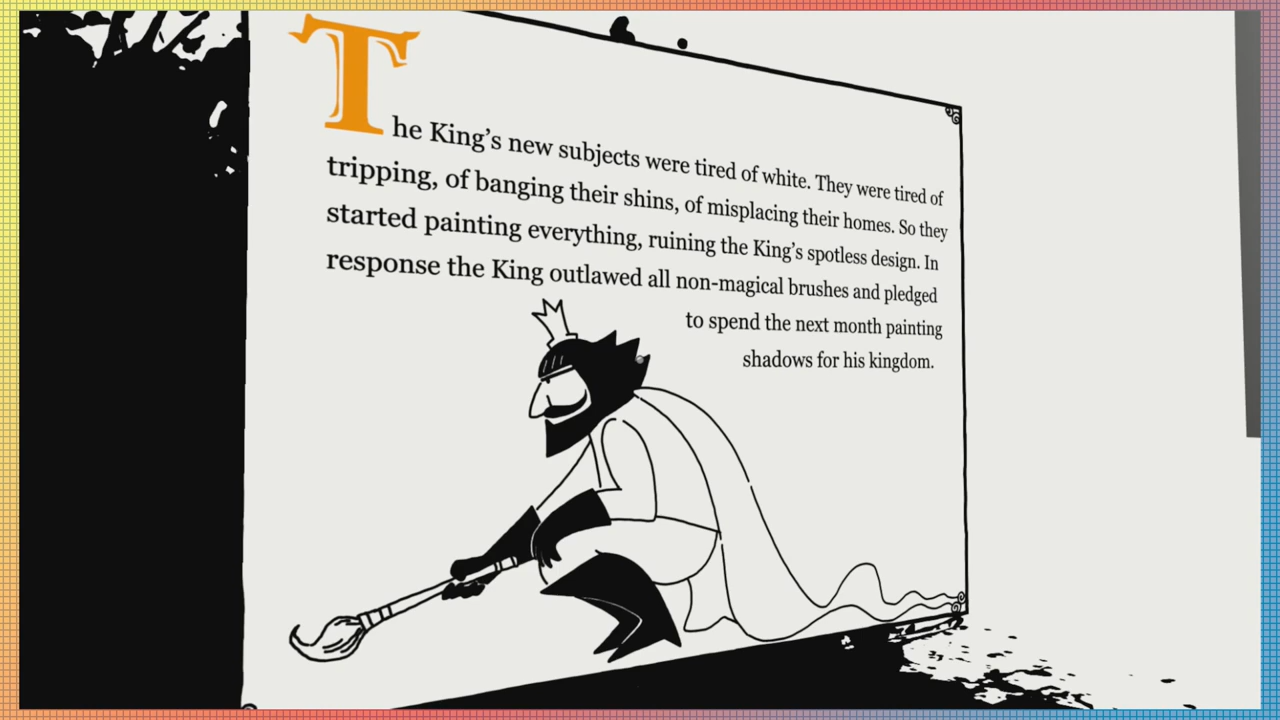 The King’s new subjects were tired of white. They were tired of
tripping, of banging their shins, of misplacing their homes. So they
started painting everything, ruining the King’s spotless design. In
response the King outlawed all non-magical brushes and pledged
to spend the next month painting
shadows for his kingdom.